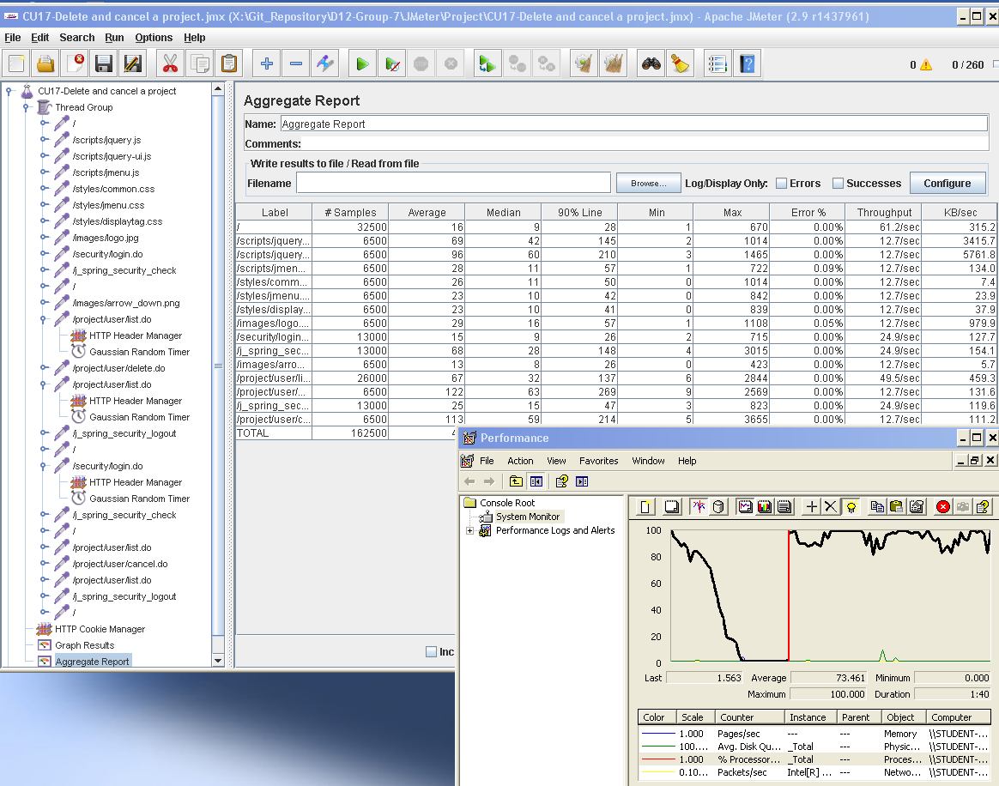 CU17-Delete and cancel a project.jmx (X:\Git_Repository\D12-Group-7\JMeter\Project\CU17-Delete and cancel a project.jmx) - Apache JMeter (2.9 r1437961)
File Edit Search Run Options Help
0 0 / 260
CU17-Delete and cancel a project
Thread Group
/
/scripts/jquery.js
/scripts/jquery-ui.js
/scripts/jmenu.js
/styles/common.css
/styles/jmenu.css
/styles/displaytag.css
/images/logo.jpg
/security/login.do
/j_spring_security_check
/
/images/arrow_down.png
/project/user/list.do
HTTP Header Manager
Gaussian Random Timer
/project/user/delete.do
/project/user/list.do
HTTP Header Manager
Gaussian Random Timer
/j_spring_security_logout
/
/security/login.do
HTTP Header Manager
Gaussian Random Timer
/j_spring_security_check
/
/project/user/list.do
/project/user/cancel.do
/project/user/list.do
/j_spring_security_logout
/
HTTP Cookie Manager
Graph Results
Aggregate Report
Aggregate Report
Name: Aggregate Report
Comments:
Write results to file / Read from file
Filename Browse... Log/Display Only: Errors Successes Configure
Label # Samples Average Median 90% Line Min Max Error % Throughput KB/sec
/ 32500 16 9 28 1 670 0.00% 61.2/sec 315.2
/scripts/jquery... 6500 69 42 145 2 1014 0.00% 12.7/sec 3415.7
/scripts/jquery... 6500 96 60 210 3 1465 0.00% 12.7/sec 5761.8
/scripts/jmen... 6500 28 11 57 1 722 0.09% 12.7/sec 134.0
/styles/comm... 6500 26 11 50 0 1014 0.00% 12.7/sec 7.4
/styles/jmenu.... 6500 23 10 42 0 842 0.00% 12.7/sec 23.9
/styles/display... 6500 23 10 41 0 839 0.00% 12.7/sec 37.9
/images/logo.... 6500 29 16 57 1 1108 0.05% 12.7/sec 979.9
/security/login... 13000 15 9 26 2 715 0.00% 24.9/sec 127.7
/j_spring_sec... 13000 68 28 148 4 3015 0.00% 24.9/sec 154.1
/images/arro... 6500 13 8 26 0 423 0.00% 12.7/sec 5.7
/project/user/li... 26000 67 32 137 6 2844 0.00% 49.5/sec 459.3
/project/user/... 6500 122 63 269 9 2569 0.00% 12.7/sec 131.6
/j_spring_sec... 13000 25 15 47 3 823 0.00% 24.9/sec 119.6
/project/user/c... 6500 113 59 214 5 3655 0.00% 12.7/sec 111.2
TOTAL 162500
Inc
Performance
File Action View Favorites Window Help
Console Root
System Monitor
Performance Logs and Alerts
100
80
60
40
20
0
Last 1.563 Average 73.461 Minimum 0.000
Maximum 100.000 Duration 1:40
Color Scale Counter Instance Parent Object Computer
1.000 Pages/sec --- --- Memory \\STUDENT-...
100.... Avg. Disk Qu... _Total --- Physic... \\STUDENT-...
1.000 % Processor... _Total --- Proces... \\STUDENT-...
0.10... Packets/sec Intel[R] ... --- Netwo... \\STUDENT-...